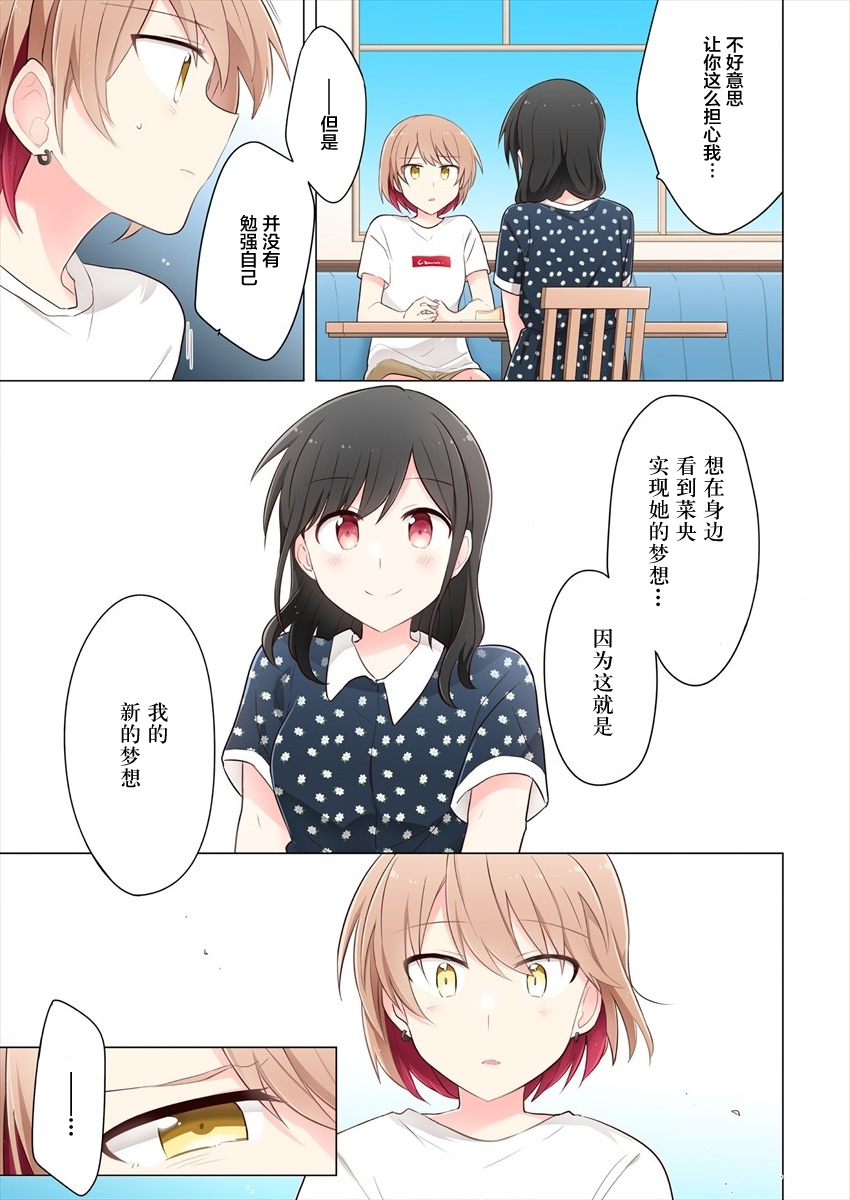 不好意思
让你这么担心我…
——但是
并没有
勉强自己
想在身边
看到菜央
实现她的梦想…
因为这就是
我的
新的梦想
——…